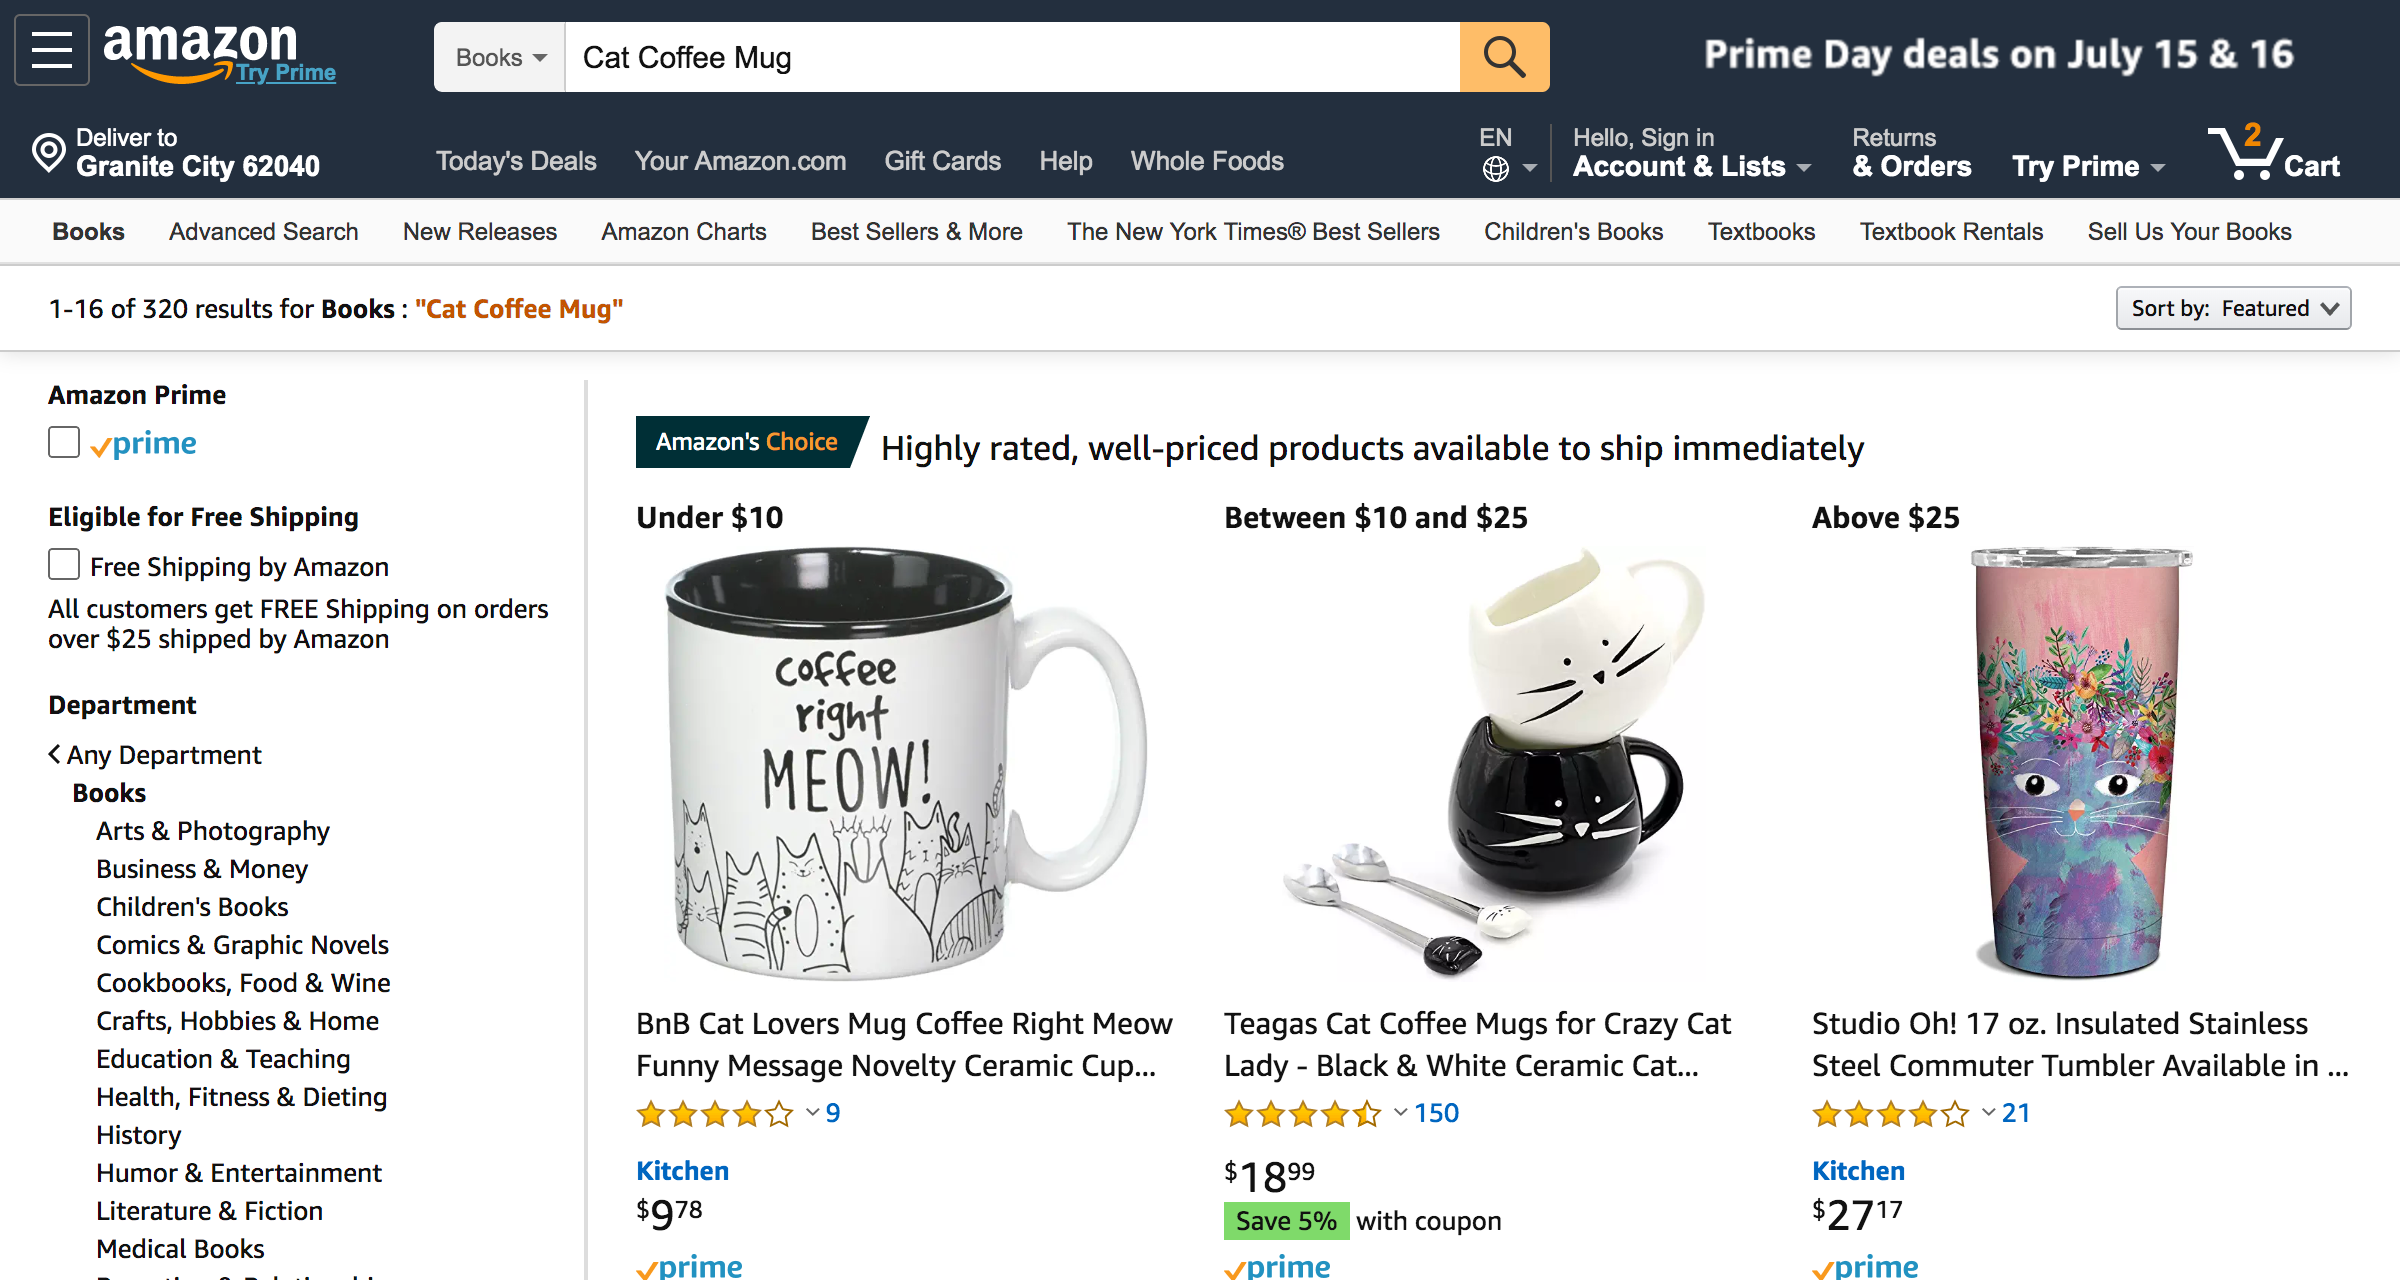 amazon
Try Prime
Books
Cat Coffee Mug
Prime Day deals on July 15 & 16
Deliver to
Granite City 62040
Today's Deals
Your Amazon.com
Gift Cards
Help
Whole Foods
EN
Hello, Sign in
Account & Lists
Returns
& Orders
Try Prime
2
Cart
Books
Advanced Search
New Releases
Amazon Charts
Best Sellers & More
The New York Times® Best Sellers
Children's Books
Textbooks
Textbook Rentals
Sell Us Your Books
1-16 of 320 results for Books : "Cat Coffee Mug"
Sort by: Featured
Amazon Prime
prime
Eligible for Free Shipping
Free Shipping by Amazon
All customers get FREE Shipping on orders
over $25 shipped by Amazon
Department
Any Department
Books
Arts & Photography
Business & Money
Children's Books
Comics & Graphic Novels
Cookbooks, Food & Wine
Crafts, Hobbies & Home
Education & Teaching
Health, Fitness & Dieting
History
Humor & Entertainment
Literature & Fiction
Medical Books
Amazon's Choice
Highly rated, well-priced products available to ship immediately
Under $10
coffee
right
MEOW!
BnB Cat Lovers Mug Coffee Right Meow
Funny Message Novelty Ceramic Cup...
9
Kitchen
$9.78
prime
Between $10 and $25
Teagas Cat Coffee Mugs for Crazy Cat
Lady - Black & White Ceramic Cat...
150
$18.99
Save 5% with coupon
prime
Above $25
Studio Oh! 17 oz. Insulated Stainless
Steel Commuter Tumbler Available in ...
21
Kitchen
$27.17
prime